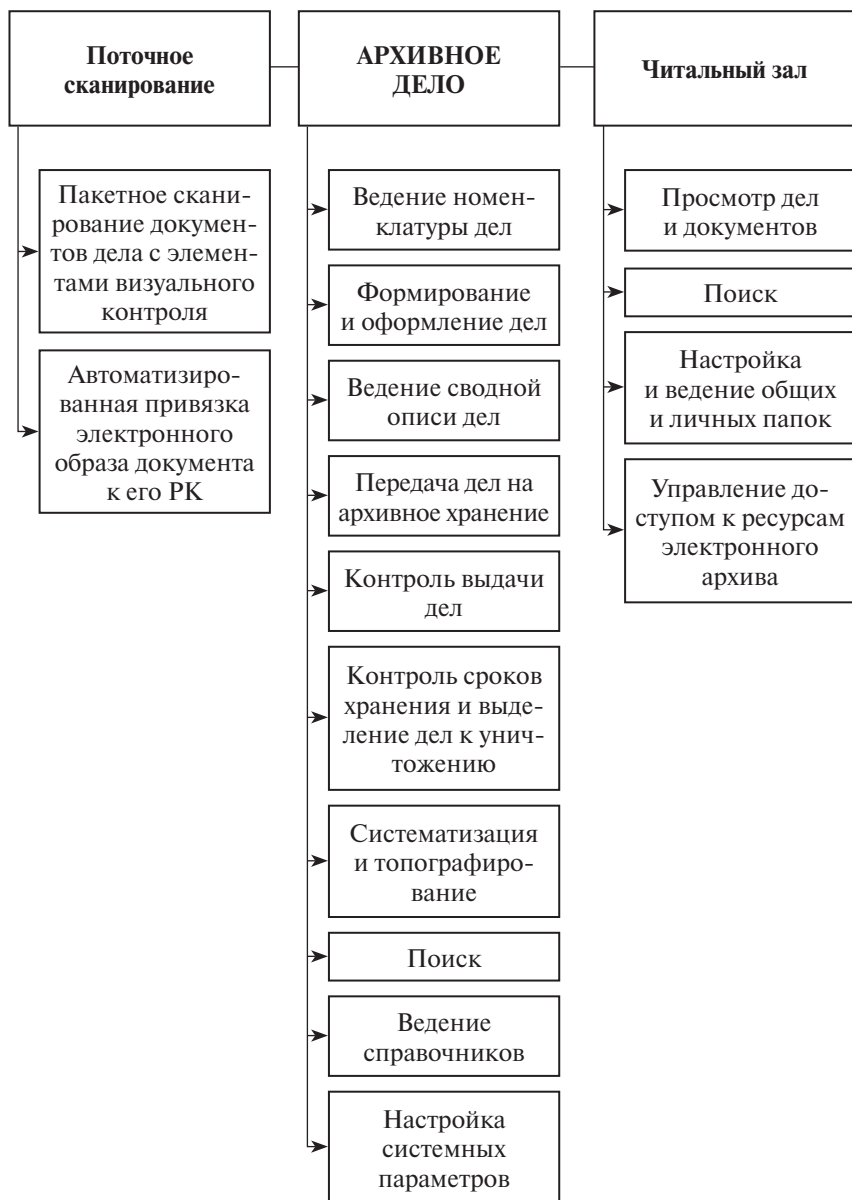 Поточное
сканирование
Пакетное скани-
рование докумен-
тов дела с элемен-
тами визуального
контроля
Автоматизиро-
ванная привязка
электронного
образа документа
к его РК
АРХИВНОЕ
ДЕЛО
Ведение номен-
клатуры дел
Формирование
и оформление дел
Ведение сводной
описи дел
Передача дел на
архивное хранение
Контроль выдачи
дел
Контроль сроков
хранения и выде-
ление дел к унич-
тожению
Систематизация
и топографиро-
вание
Поиск
Ведение
справочников
Настройка
системных
параметров
Читальный зал
Просмотр дел
и документов
Поиск
Настройка
и ведение общих
и личных папок
Управление до-
ступом к ресурсам
электронного
архива